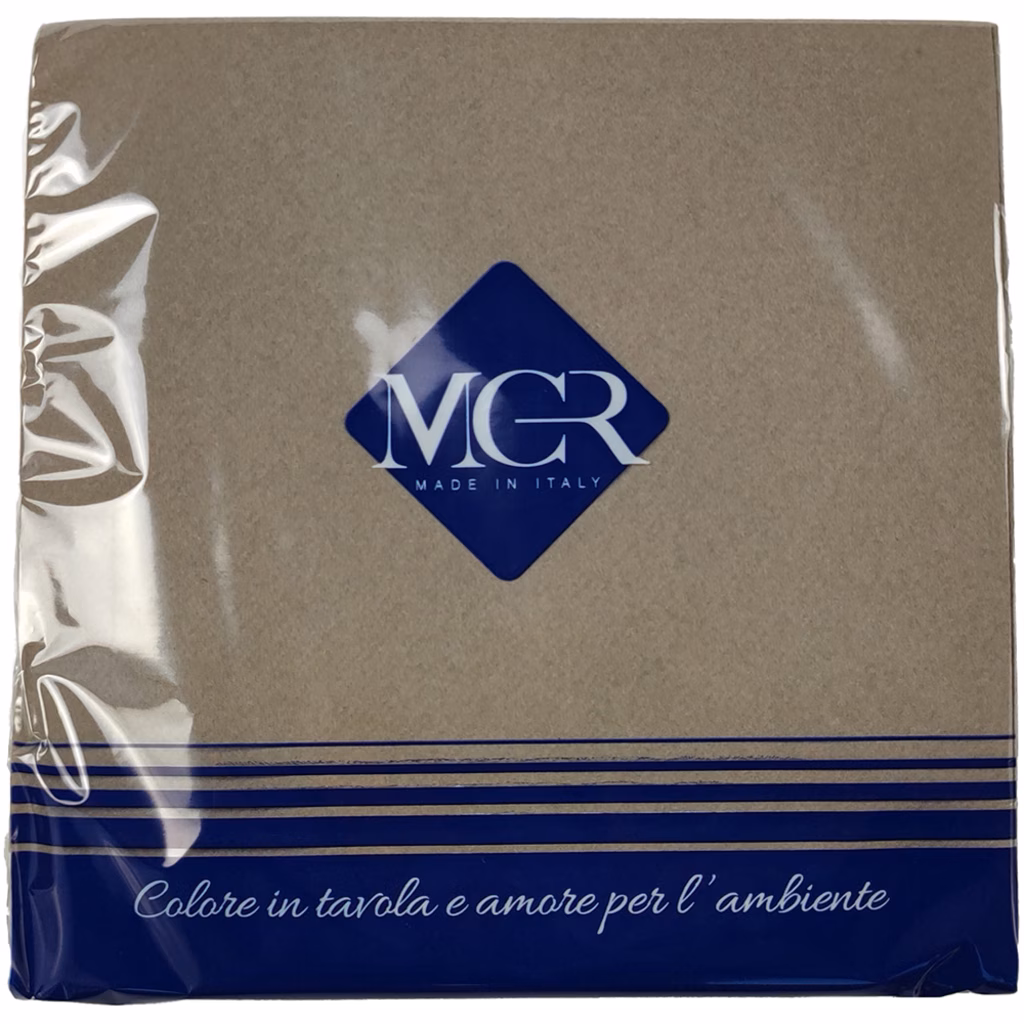 MCR
MADE IN ITALY
Colore in tavola e amore per l'ambiente